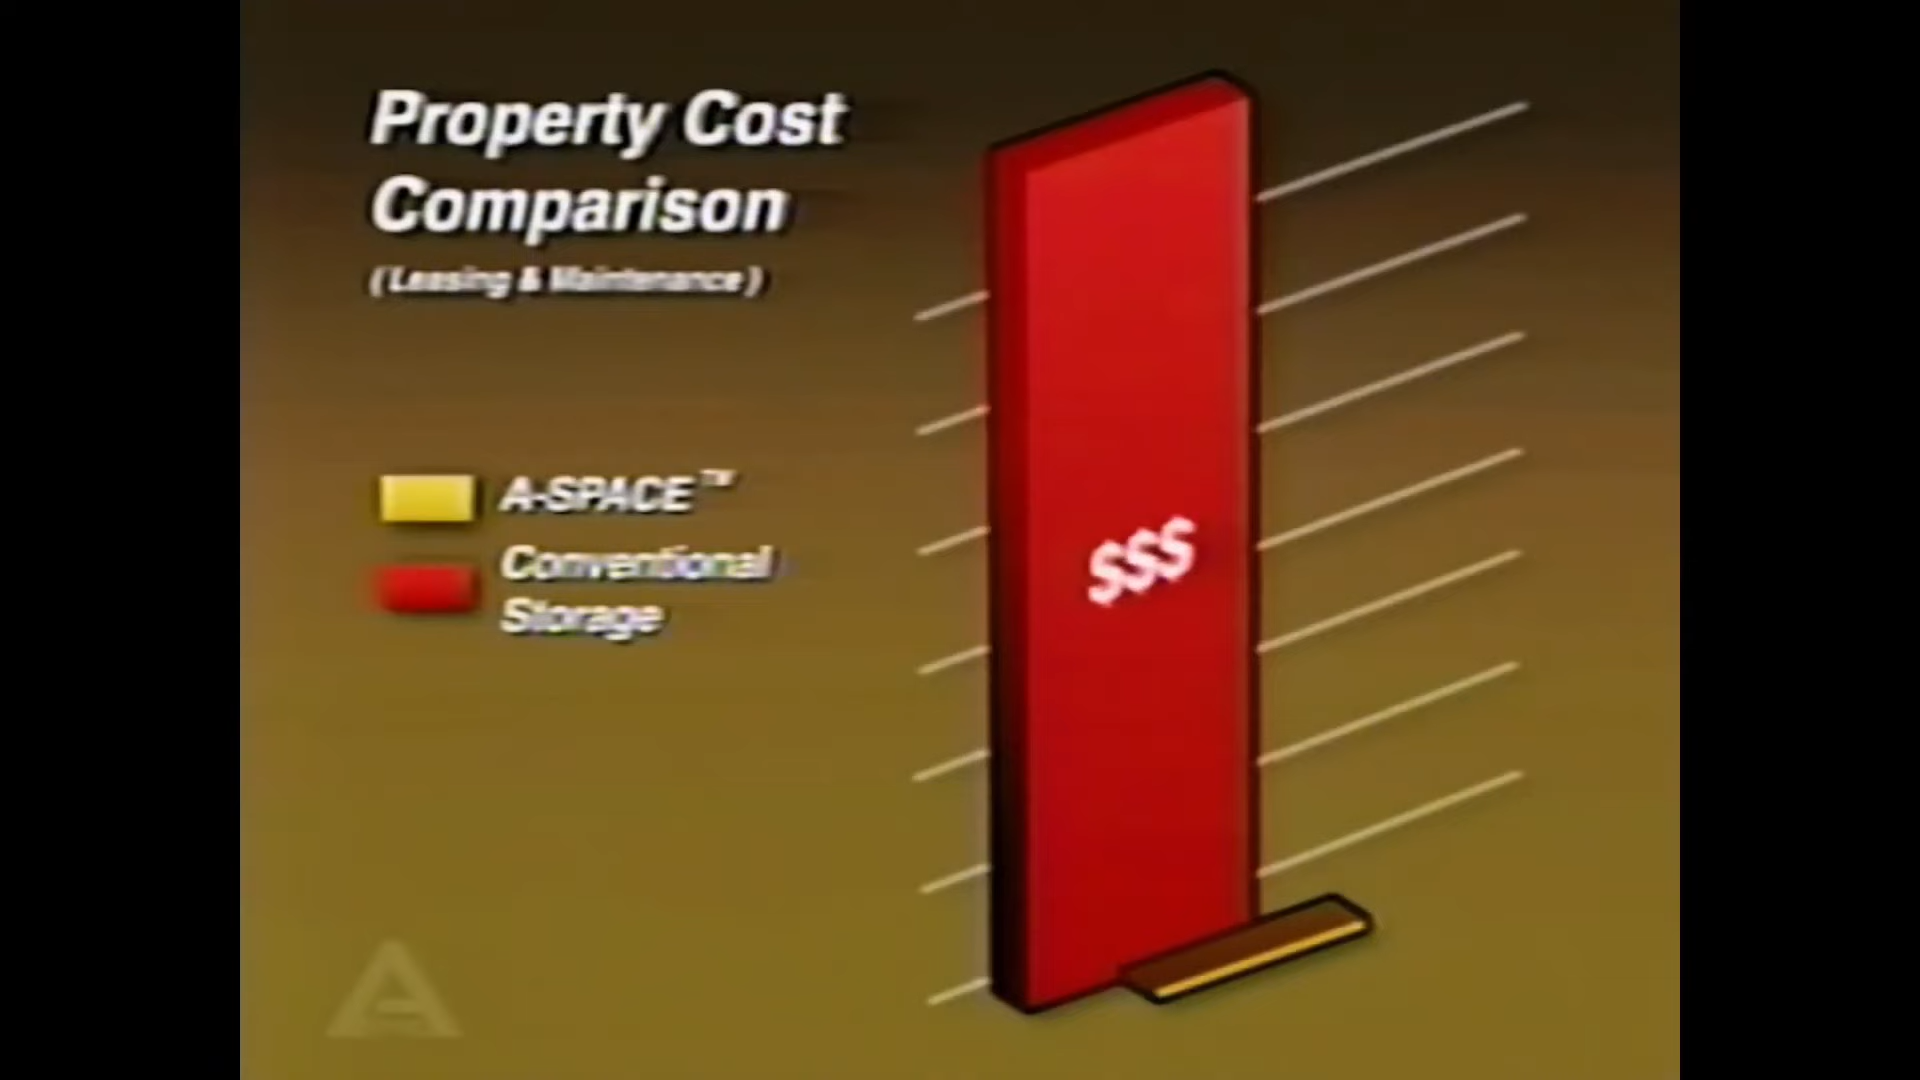 Property Cost
Comparison
(Leasing & Maintenance)
A-SPACE™
Conventional
Storage
$$$